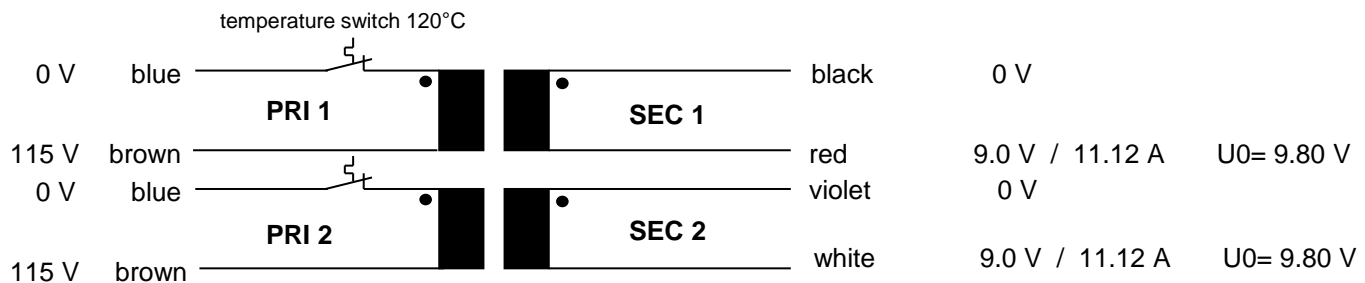 temperature switch 120°C
0 V blue black 0 V
PRI 1 SEC 1
115 V brown red 9.0 V / 11.12 A U0= 9.80 V
0 V blue violet 0 V
PRI 2 SEC 2
115 V brown white 9.0 V / 11.12 A U0= 9.80 V